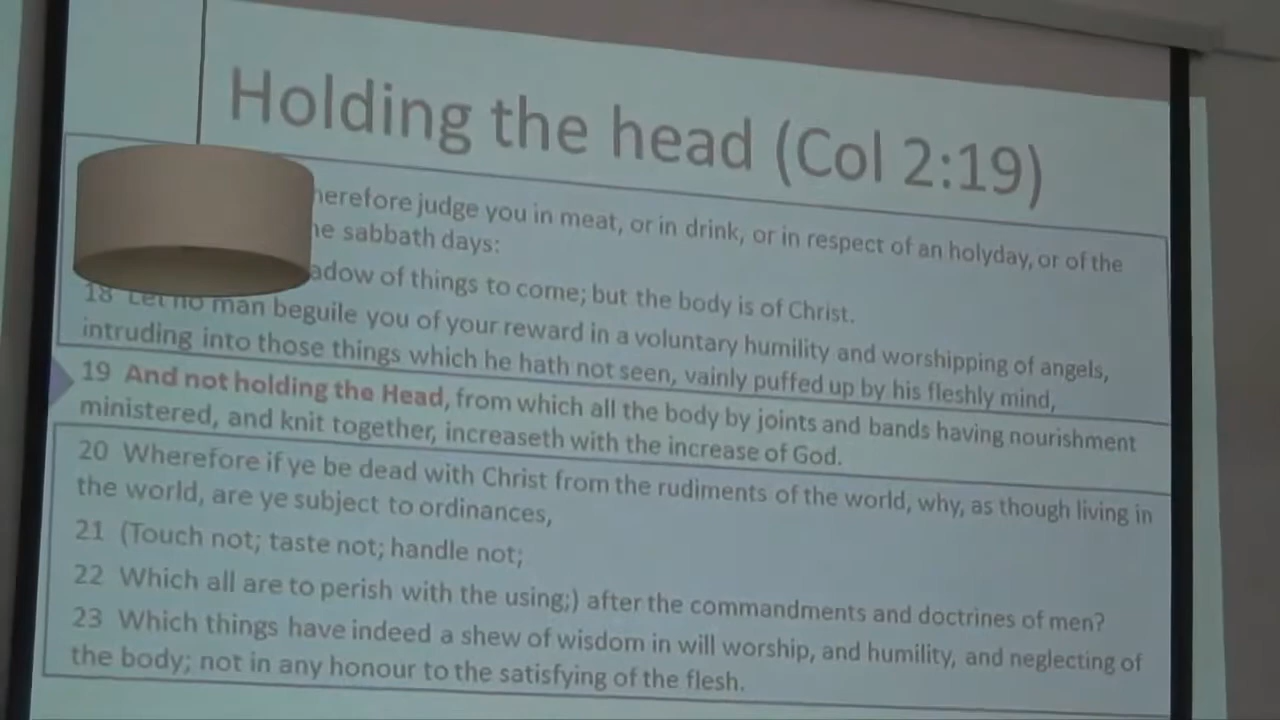 Holding the head (Col 2:19)
herefore judge you in meat, or in drink, or in respect of an holyday, or of the
he sabbath days:
adow of things to come; but the body is of Christ.
18 Let no man beguile you of your reward in a voluntary humility and worshipping of angels,
intruding into those things which he hath not seen, vainly puffed up by his fleshly mind,
19 And not holding the Head, from which all the body by joints and bands having nourishment
ministered, and knit together, increaseth with the increase of God.
20 Wherefore if ye be dead with Christ from the rudiments of the world, why, as though living in
the world, are ye subject to ordinances,
21 (Touch not; taste not; handle not;
22 Which all are to perish with the using;) after the commandments and doctrines of men?
23 Which things have indeed a shew of wisdom in will worship, and humility, and neglecting of
the body; not in any honour to the satisfying of the flesh.